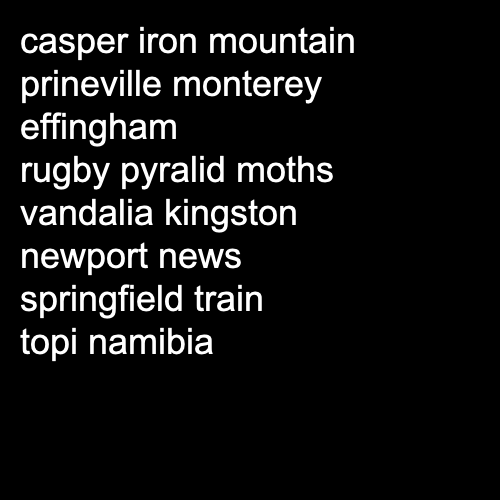 casper iron mountain
prineville monterey
effingham
rugby pyralid moths
vandalia kingston
newport news
springfield train
topi namibia